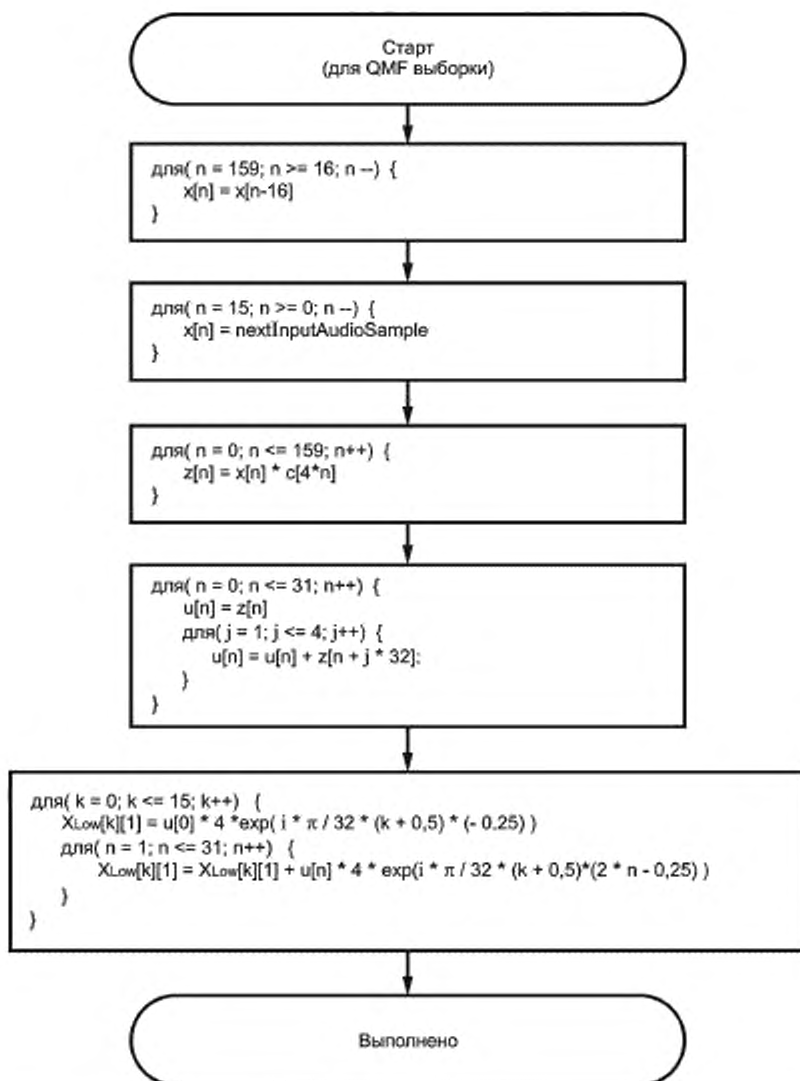 Старт
(для QMF выборки)
для( n = 159; n >= 16; n --) {
x[n] = x[n-16]
}
для( n = 15; n >= 0; n --) {
x[n] = nextInputAudioSample
}
для( n = 0; n <= 159; n++) {
z[n] = x[n] * c[4*n]
}
для( n = 0; n <= 31; n++) {
u[n] = z[n]
для( j = 1; j <= 4; j++) {
u[n] = u[n] + z[n + j * 32];
}
}
для( k = 0; k <= 15; k++) {
XLow[k][1] = u[0] * 4 *exp( i * π / 32 * (k + 0,5) * (- 0.25) )
для( n = 1; n <= 31; n++) {
XLow[k][1] = XLow[k][1] + u[n] * 4 * exp(i * π / 32 * (k + 0,5)*(2 * n - 0,25) )
}
}
Выполнено